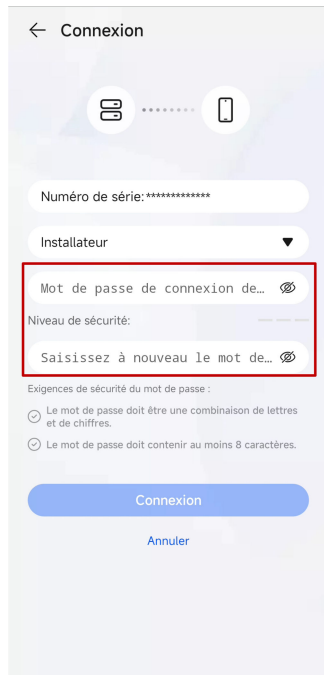 Connexion
Numéro de série:*************
Installateur
Mot de passe de connexion de…
Niveau de sécurité:
Saisissez à nouveau le mot de…
Exigences de sécurité du mot de passe :
Le mot de passe doit être une combinaison de lettres
et de chiffres.
Le mot de passe doit contenir au moins 8 caractères.
Connexion
Annuler